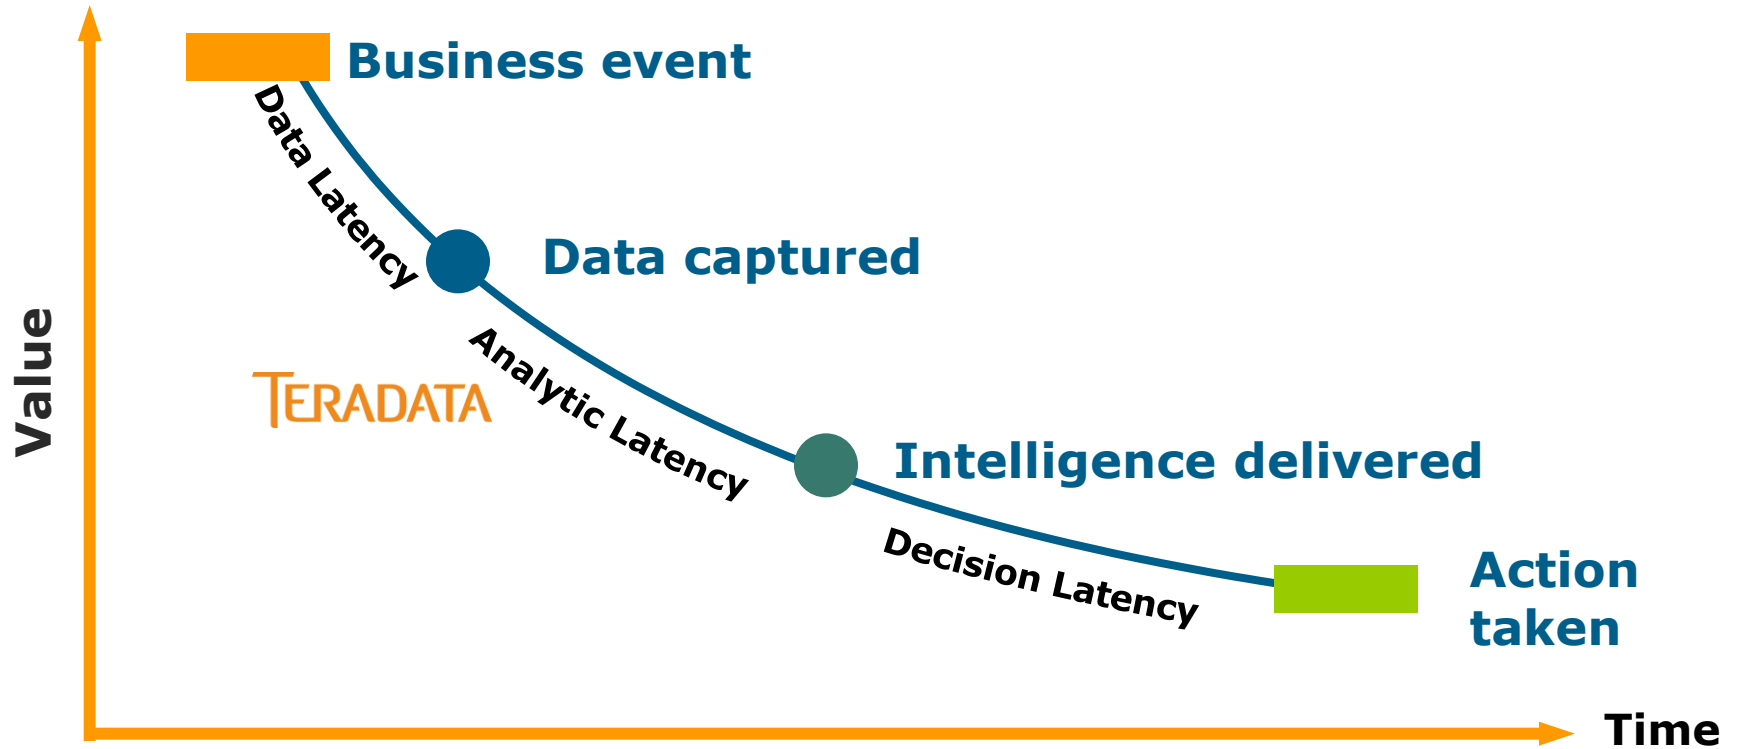 Business event
Data Latency
Data captured
Value
Analytic Latency
TERADATA
Intelligence delivered
Decision Latency
Action
taken
Time